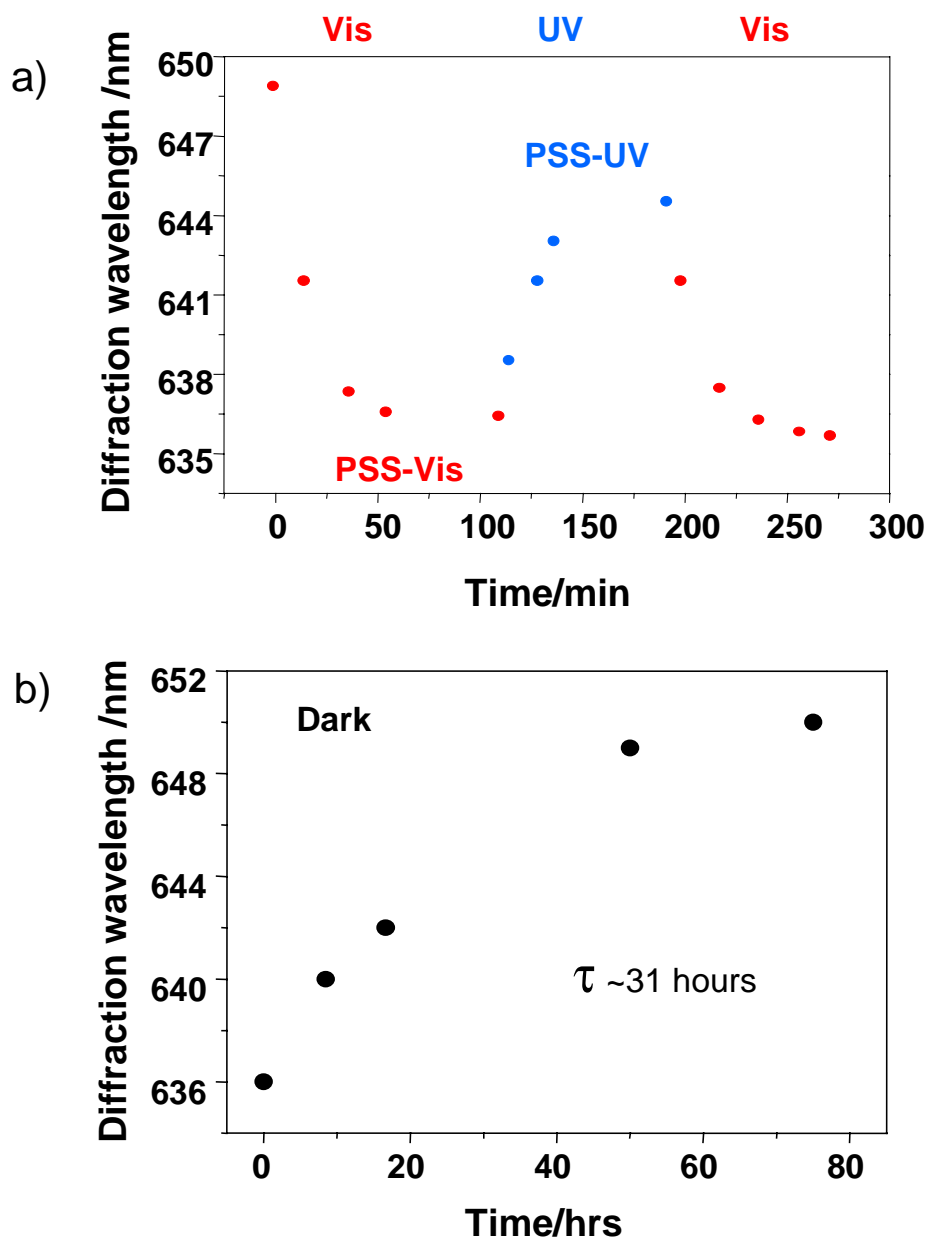 Vis UV Vis
a)
Diffraction wavelength /nm
650
647
644
641
638
635
PSS-UV
PSS-Vis
0 50 100 150 200 250 300
Time/min
b)
Diffraction wavelength /nm
652
648
644
640
636
Dark
τ ~31 hours
0 20 40 60 80
Time/hrs